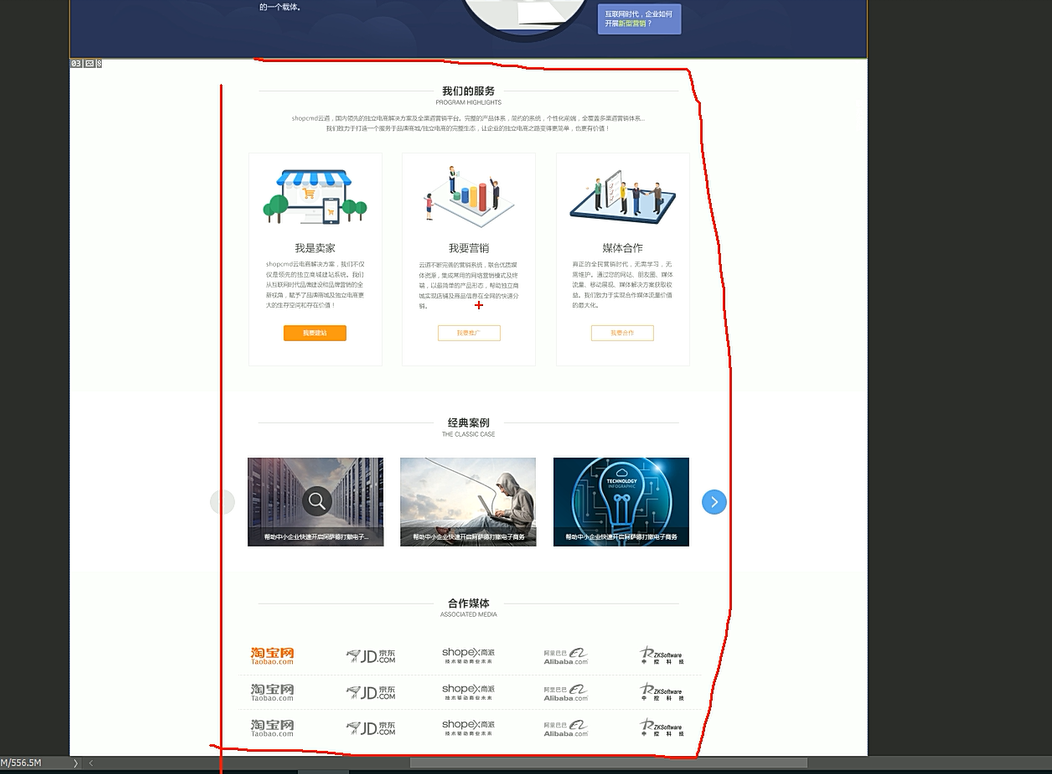 的一个载体。
互联网时代，企业如何
开展新型营销？
03
我们的服务
PROGRAM HIGHLIGHTS
shopcmd云道，国内领先的独立电商解决方案及全渠道营销平台。完整的产品体系，简约的系统，个性化前端，全覆盖多渠道营销体系...
我们致力于打造一个服务于品牌商城/独立电商的完整生态，让企业的独立电商之路变得更简单，也更有价值！
我是卖家
shopcmd云电商解决方案，我们不仅
仅是领先的独立商城建站系统。我们
从互联网时代品牌建设和品牌营销的全
新视角，赋予了品牌商城及独立电商更
大的生存空间和存在价值！
我要建站
我要营销
云道不断完善的营销系统，联合优质媒
体资源，集成常用的网络营销模式及终
端，以最简单的产品形态，帮助独立商
城实现店铺及商品信息在全网的快速分
销。
我要推广
媒体合作
真正的全民营销时代，无需学习，无
需维护。通过您的网站、朋友圈、媒体
流量、移动展现、媒体解决方案获取收
益。我们致力于实现合作媒体流量价值
的最大化。
我要合作
经典案例
THE CLASSIC CASE
帮助中小企业快速开启阿萨德打撒电子...
帮助中小企业快速开启阿萨德打撒电子商务
TECHNOLOGY
INFOGRAPHIC
帮助中小企业快速开启阿萨德打撒电子商务
合作媒体
ASSOCIATED MEDIA
淘宝网
Taobao.com
JD京东
.COM
shopex商派
技术驱动商业未来
阿里巴巴
Alibaba.com
ZKSoftware
中控科技
淘宝网
Taobao.com
JD京东
.COM
shopex商派
技术驱动商业未来
阿里巴巴
Alibaba.com
ZKSoftware
中控科技
淘宝网
Taobao.com
JD京东
.COM
shopex商派
技术驱动商业未来
阿里巴巴
Alibaba.com
ZKSoftware
中控科技
M/556.5M